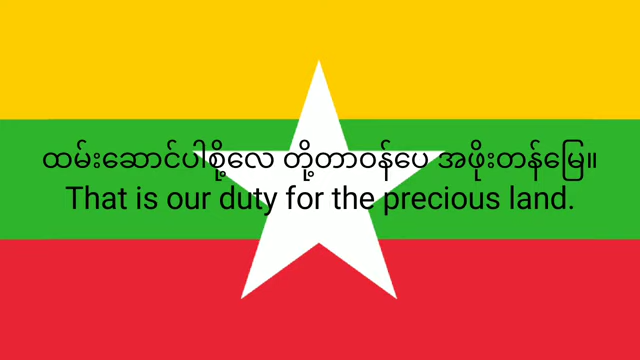 ထမ်းဆောင်ပါစို့လေ တို့တာဝန်ပေ အဖိုးတန်မြေ။
That is our duty for the precious land.